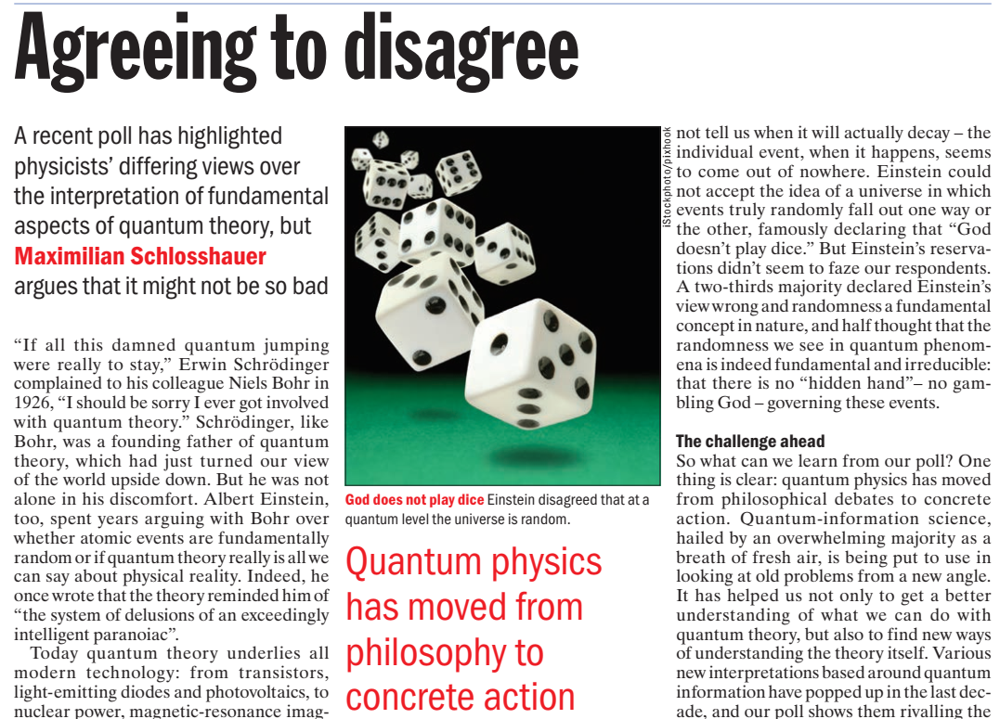 Agreeing to disagree
A recent poll has highlighted
physicists’ differing views over
the interpretation of fundamental
aspects of quantum theory, but
Maximilian Schlosshauer
argues that it might not be so bad
“If all this damned quantum jumping
were really to stay,” Erwin Schrödinger
complained to his colleague Niels Bohr in
1926, “I should be sorry I ever got involved
with quantum theory.” Schrödinger, like
Bohr, was a founding father of quantum
theory, which had just turned our view
of the world upside down. But he was not
alone in his discomfort. Albert Einstein,
too, spent years arguing with Bohr over
whether atomic events are fundamentally
random or if quantum theory really is all we
can say about physical reality. Indeed, he
once wrote that the theory reminded him of
“the system of delusions of an exceedingly
intelligent paranoiac”.
Today quantum theory underlies all
modern technology: from transistors,
light-emitting diodes and photovoltaics, to
nuclear power, magnetic-resonance imag-
iStockphoto/pixhook
God does not play dice Einstein disagreed that at a
quantum level the universe is random.
Quantum physics
has moved from
philosophy to
concrete action
not tell us when it will actually decay – the
individual event, when it happens, seems
to come out of nowhere. Einstein could
not accept the idea of a universe in which
events truly randomly fall out one way or
the other, famously declaring that “God
doesn’t play dice.” But Einstein’s reserva-
tions didn’t seem to faze our respondents.
A two-thirds majority declared Einstein’s
view wrong and randomness a fundamental
concept in nature, and half thought that the
randomness we see in quantum phenom-
ena is indeed fundamental and irreducible:
that there is no “hidden hand”– no gam-
bling God – governing these events.
The challenge ahead
So what can we learn from our poll? One
thing is clear: quantum physics has moved
from philosophical debates to concrete
action. Quantum-information science,
hailed by an overwhelming majority as a
breath of fresh air, is being put to use in
looking at old problems from a new angle.
It has helped us not only to get a better
understanding of what we can do with
quantum theory, but also to find new ways
of understanding the theory itself. Various
new interpretations based around quantum
information have popped up in the last dec-
ade, and our poll shows them rivalling the